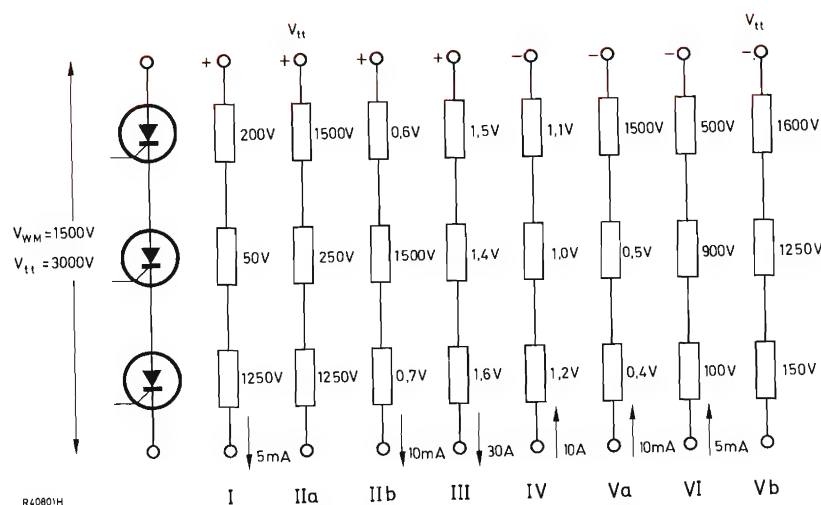 V_tt V_tt
+ + + + − − − −
200V 1500V 0,6V 1,5V 1,1V 1500V 500V 1600V
V_WM=1500V
V_tt=3000V
50V 250V 1500V 1,4V 1,0V 0,5V 900V 1250V
1250V 1250V 0,7V 1,6V 1,2V 0,4V 100V 150V
5mA 10mA 30A 10A 10mA 5mA
I IIa IIb III IV Va VI Vb